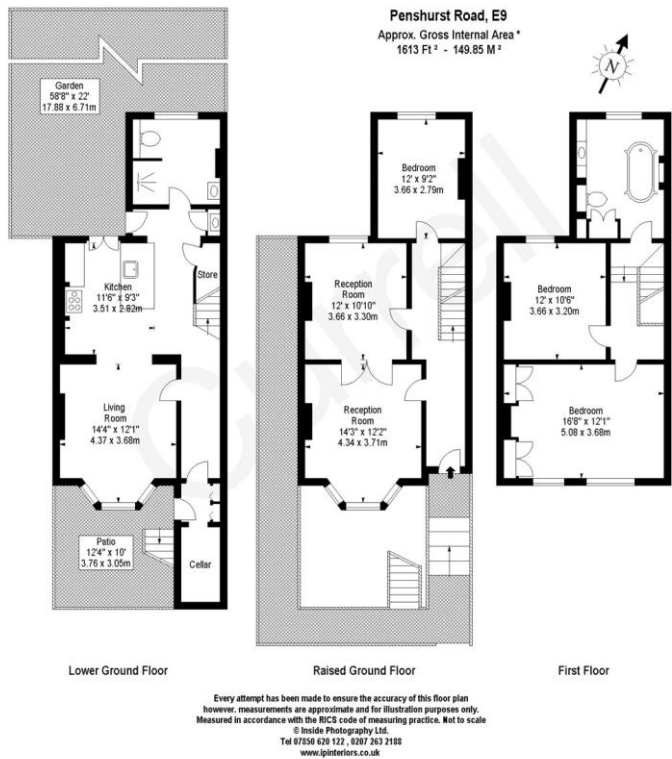 Penshurst Road, E9
Approx. Gross Internal Area *
1613 Ft ² - 149.85 M ²
N
Garden
58'8" x 22'
17.88 x 6.71m
Kitchen
11'6" x 9'3"
3.51 x 2.82m
Store
Living
Room
14'4" x 12'1"
4.37 x 3.68m
Patio
12'4" x 10'
3.76 x 3.05m
Cellar
Lower Ground Floor
Bedroom
12' x 9'2"
3.66 x 2.79m
Reception
Room
12' x 10'10"
3.66 x 3.30m
Reception
Room
14'3" x 12'2"
4.34 x 3.71m
Raised Ground Floor
Bedroom
12' x 10'6"
3.66 x 3.20m
Bedroom
16'8" x 12'1"
5.08 x 3.68m
First Floor
Currell
Every attempt has been made to ensure the accuracy of this floor plan
however, measurements are approximate and for illustration purposes only.
Measured in accordance with the RICS code of measuring practice. Not to scale
© Inside Photography Ltd.
Tel 07850 620 122 , 0207 263 2188
www.ipinteriors.co.uk